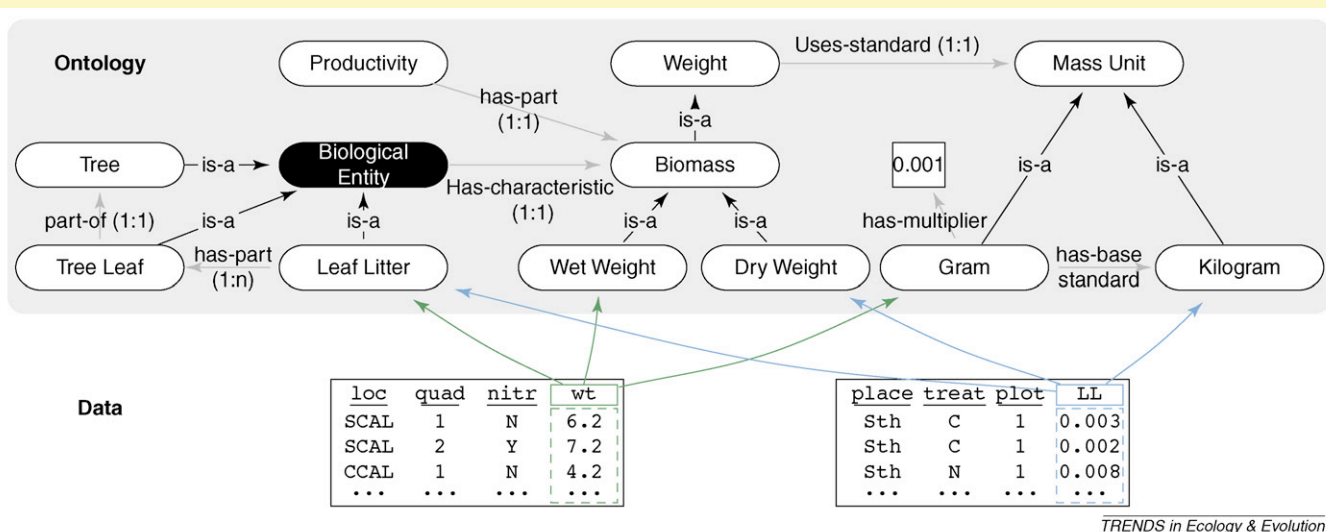 Ontology
Productivity
Weight
Uses-standard (1:1)
Mass Unit
has-part
(1:1)
is-a
Tree
is-a
Biological
Entity
Has-characteristic
(1:1)
Biomass
0.001
is-a
is-a
part-of (1:1)
is-a
is-a
is-a
is-a
has-multiplier
Tree Leaf
has-part
(1:n)
Leaf Litter
Wet Weight
Dry Weight
Gram
has-base
standard
Kilogram
Data
loc quad nitr wt
SCAL 1 N 6.2
SCAL 2 Y 7.2
CCAL 1 N 4.2
... ... ... ...
place treat plot LL
Sth C 1 0.003
Sth C 1 0.002
Sth N 1 0.008
... ... ... ...
TRENDS in Ecology & Evolution